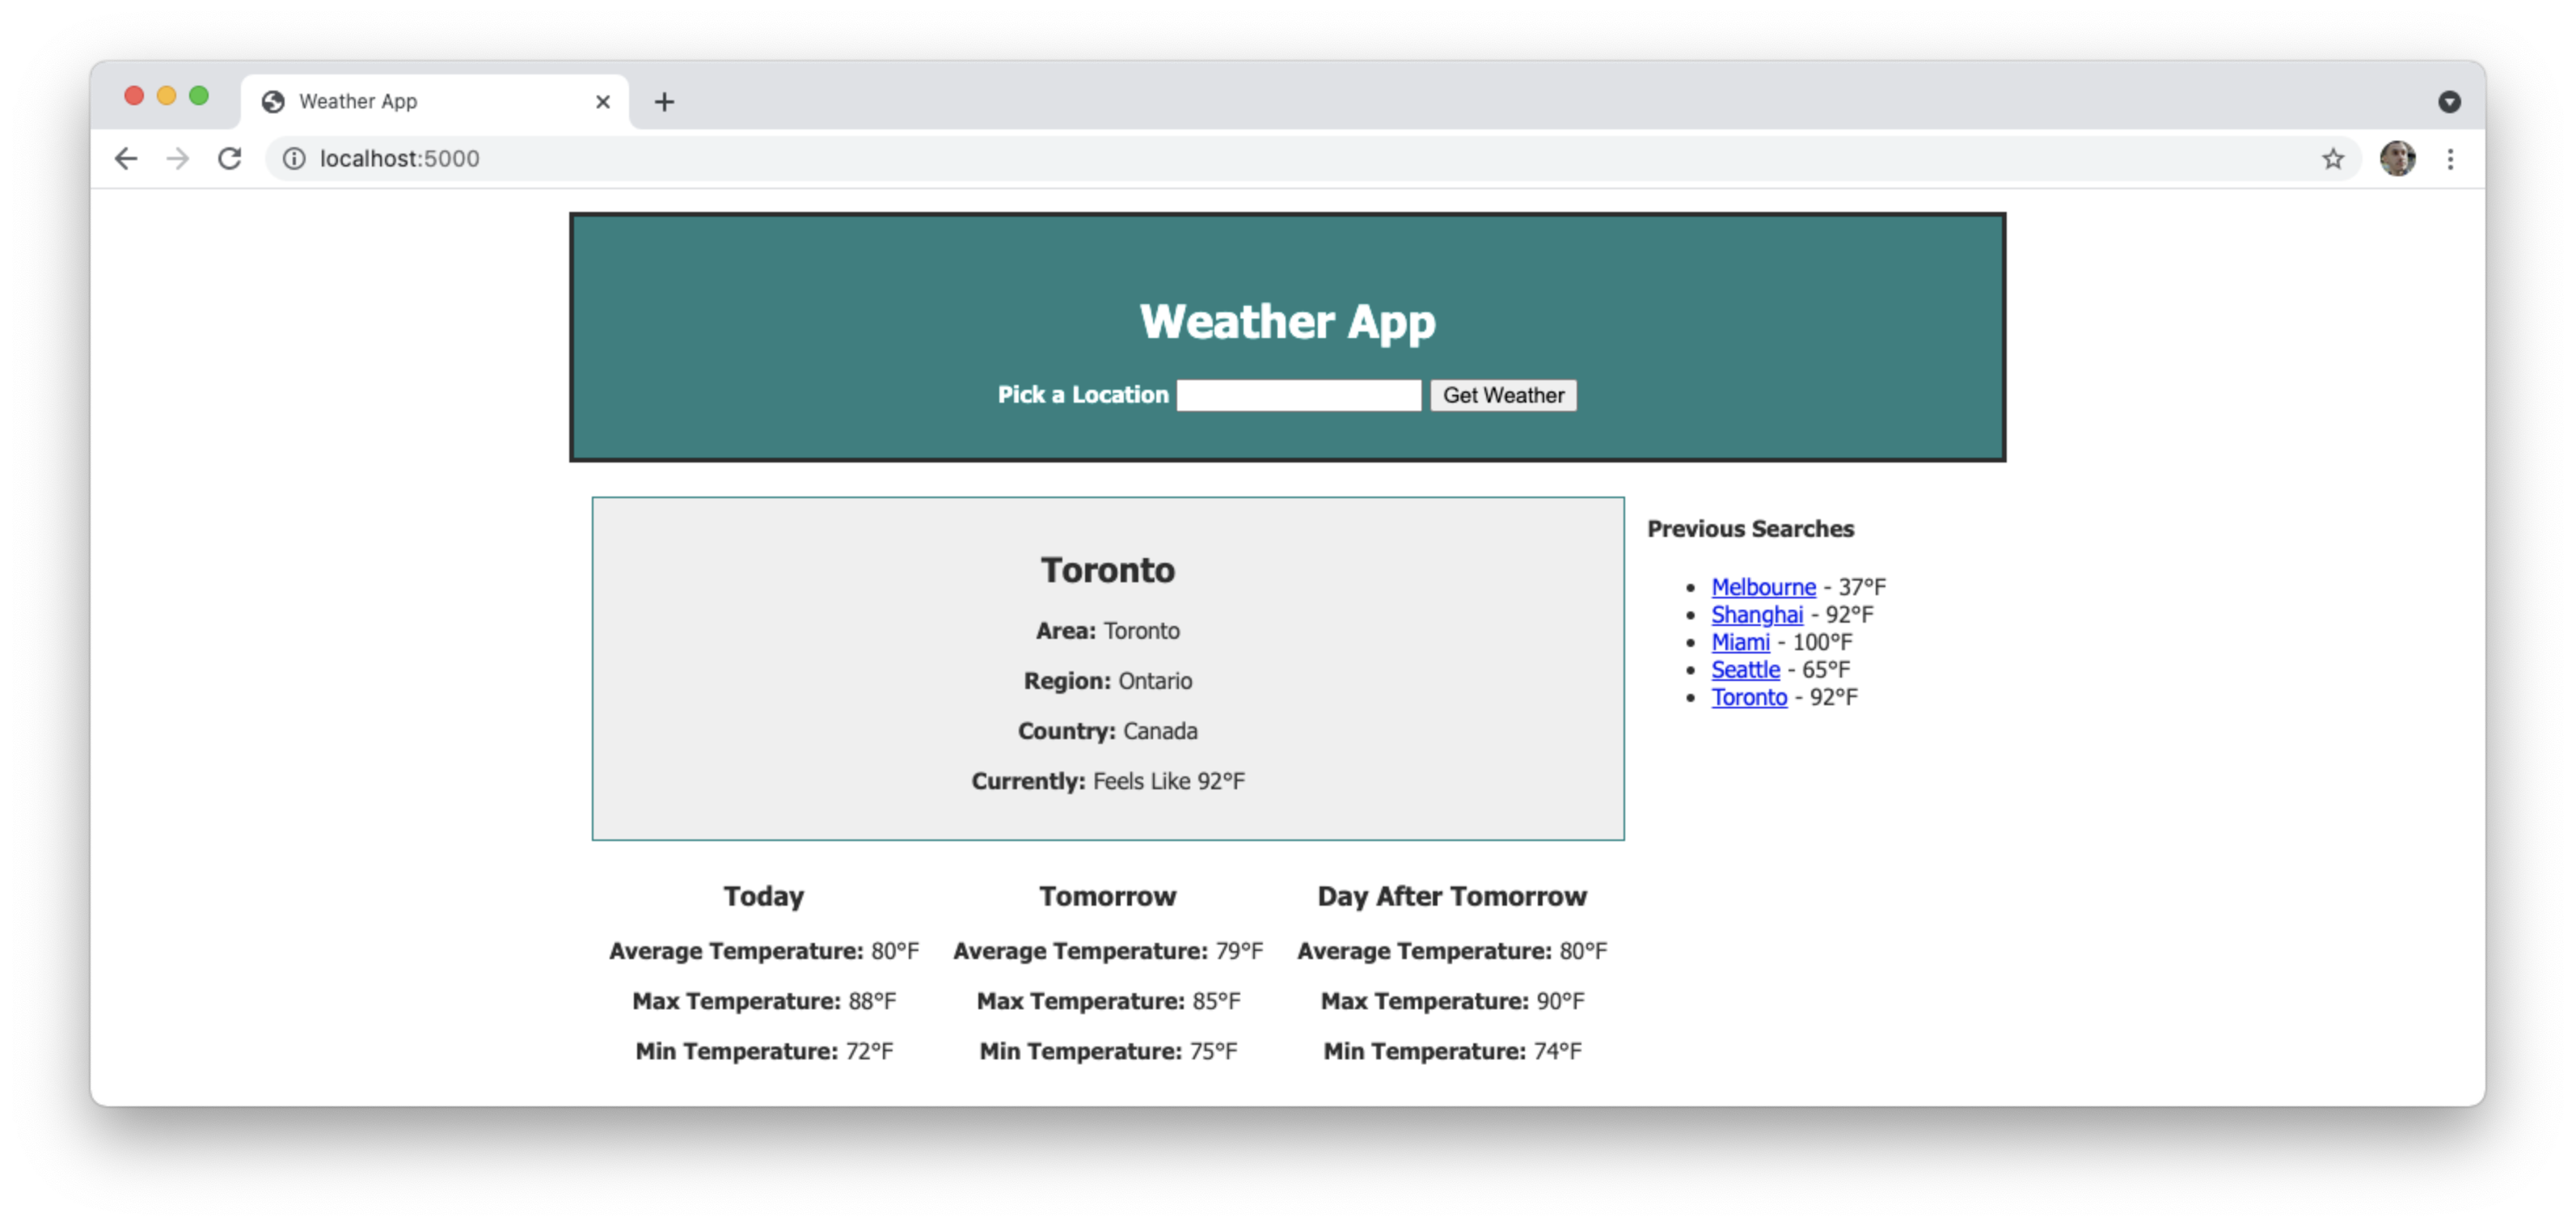 Weather App
localhost:5000
Weather App
Pick a Location Get Weather
Toronto
Area: Toronto
Region: Ontario
Country: Canada
Currently: Feels Like 92°F
Previous Searches
Melbourne - 37°F
Shanghai - 92°F
Miami - 100°F
Seattle - 65°F
Toronto - 92°F
Today
Average Temperature: 80°F
Max Temperature: 88°F
Min Temperature: 72°F
Tomorrow
Average Temperature: 79°F
Max Temperature: 85°F
Min Temperature: 75°F
Day After Tomorrow
Average Temperature: 80°F
Max Temperature: 90°F
Min Temperature: 74°F